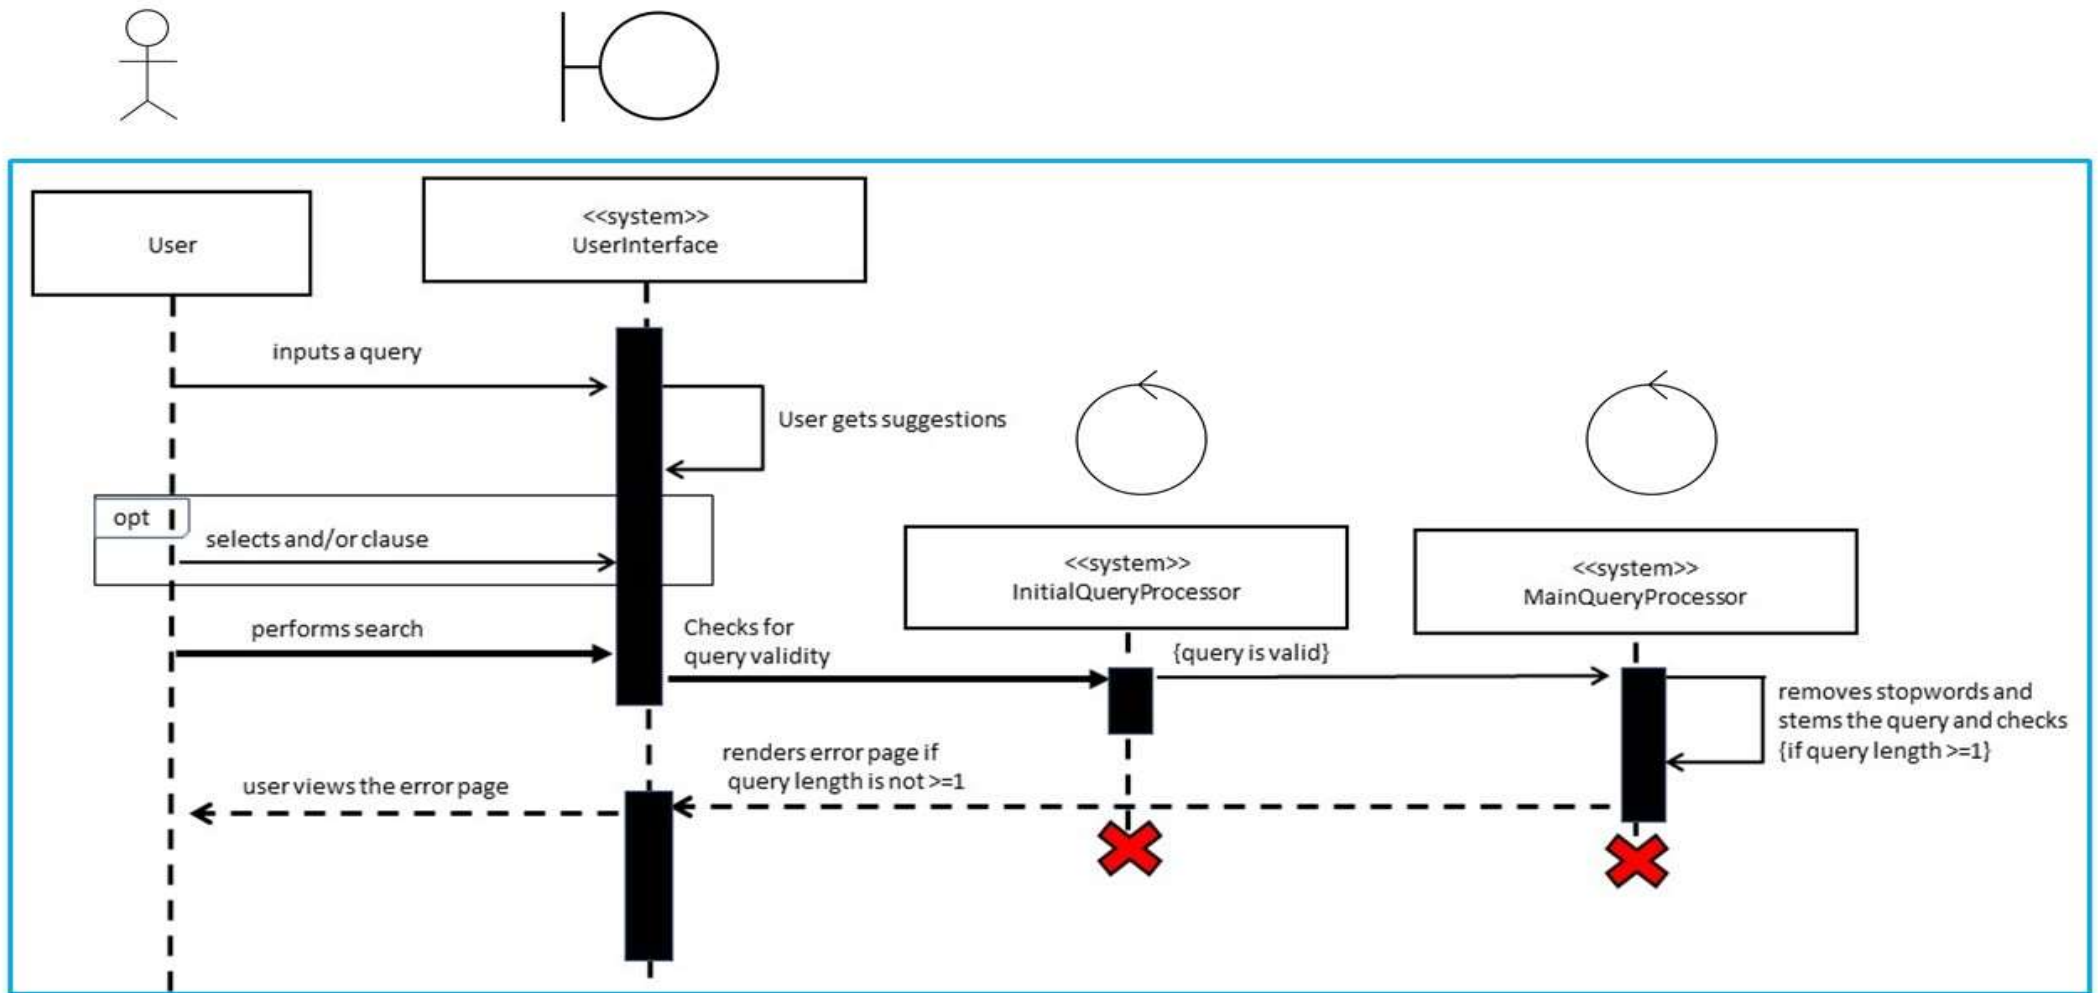 User
<<system>>
UserInterface
inputs a query
User gets suggestions
opt
selects and/or clause
<<system>>
InitialQueryProcessor
<<system>>
MainQueryProcessor
performs search
Checks for
query validity
{query is valid}
removes stopwords and
stems the query and checks
{if query length >=1}
renders error page if
query length is not >=1
user views the error page